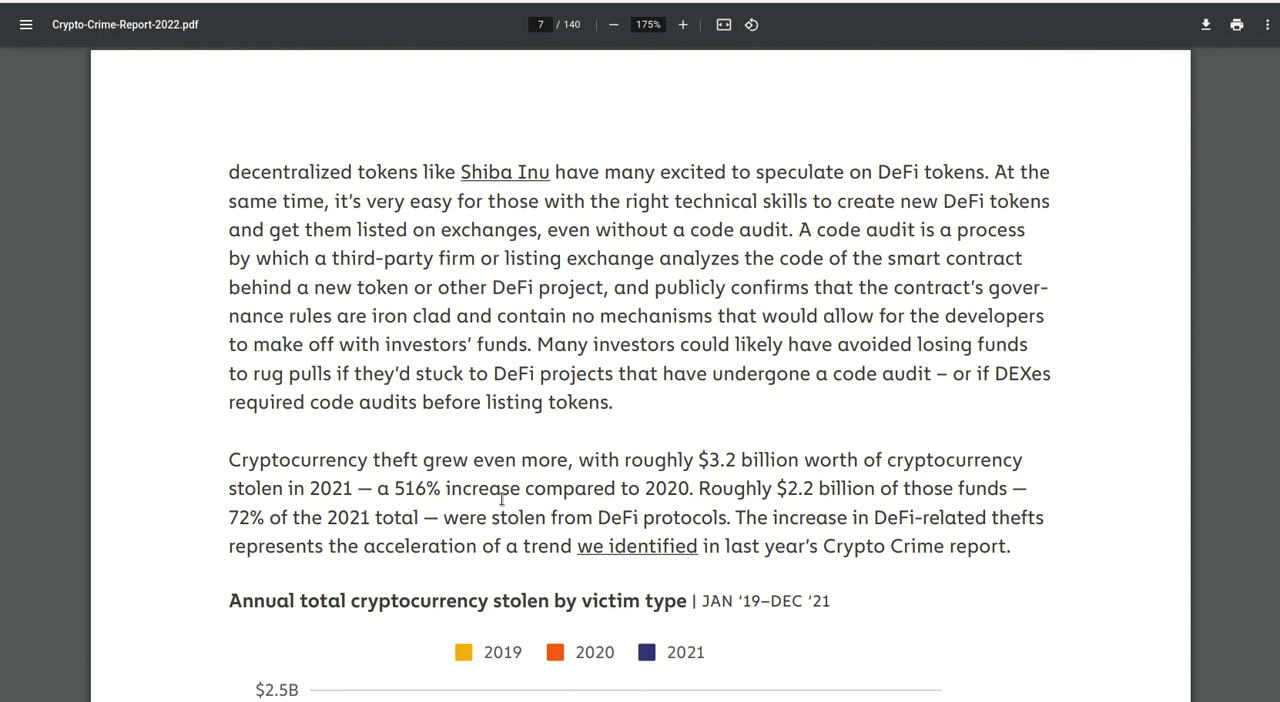 Crypto-Crime-Report-2022.pdf
7 / 140
175%
decentralized tokens like Shiba Inu have many excited to speculate on DeFi tokens. At the
same time, it's very easy for those with the right technical skills to create new DeFi tokens
and get them listed on exchanges, even without a code audit. A code audit is a process
by which a third-party firm or listing exchange analyzes the code of the smart contract
behind a new token or other DeFi project, and publicly confirms that the contract's gover-
nance rules are iron clad and contain no mechanisms that would allow for the developers
to make off with investors' funds. Many investors could likely have avoided losing funds
to rug pulls if they'd stuck to DeFi projects that have undergone a code audit – or if DEXes
required code audits before listing tokens.
Cryptocurrency theft grew even more, with roughly $3.2 billion worth of cryptocurrency
stolen in 2021 — a 516% increase compared to 2020. Roughly $2.2 billion of those funds —
72% of the 2021 total — were stolen from DeFi protocols. The increase in DeFi-related thefts
represents the acceleration of a trend we identified in last year's Crypto Crime report.
Annual total cryptocurrency stolen by victim type | JAN '19–DEC '21
2019 2020 2021
$2.5B